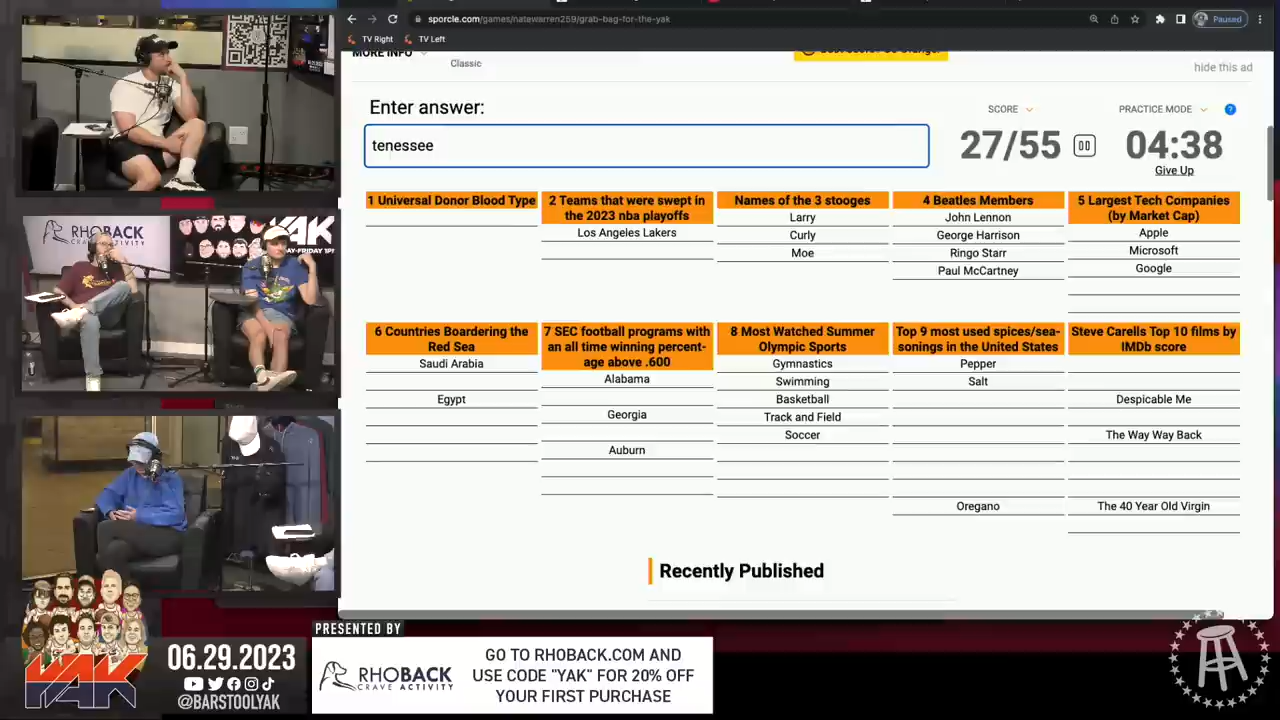 sporcle.com/games/natewarren259/grab-bag-for-the-yak
Paused
TV Right
TV Left
MORE INFO
Classic
hide this ad
Enter answer:
SCORE
PRACTICE MODE
tenessee
27/55
04:38
Give Up
1 Universal Donor Blood Type
2 Teams that were swept in
the 2023 nba playoffs
Los Angeles Lakers
Names of the 3 stooges
Larry
Curly
Moe
4 Beatles Members
John Lennon
George Harrison
Ringo Starr
Paul McCartney
5 Largest Tech Companies
(by Market Cap)
Apple
Microsoft
Google
6 Countries Boardering the
Red Sea
Saudi Arabia
Egypt
7 SEC football programs with
an all time winning percent-
age above .600
Alabama
Georgia
Auburn
8 Most Watched Summer
Olympic Sports
Gymnastics
Swimming
Basketball
Track and Field
Soccer
Top 9 most used spices/sea-
sonings in the United States
Pepper
Salt
Oregano
Steve Carells Top 10 films by
IMDb score
Despicable Me
The Way Way Back
The 40 Year Old Virgin
Recently Published
RHOBACK
YAK
PRESENTED BY
YAK
06.29.2023
@BARSTOOLYAK
RHOBACK
CRAVE ACTIVITY
GO TO RHOBACK.COM AND
USE CODE "YAK" FOR 20% OFF
YOUR FIRST PURCHASE